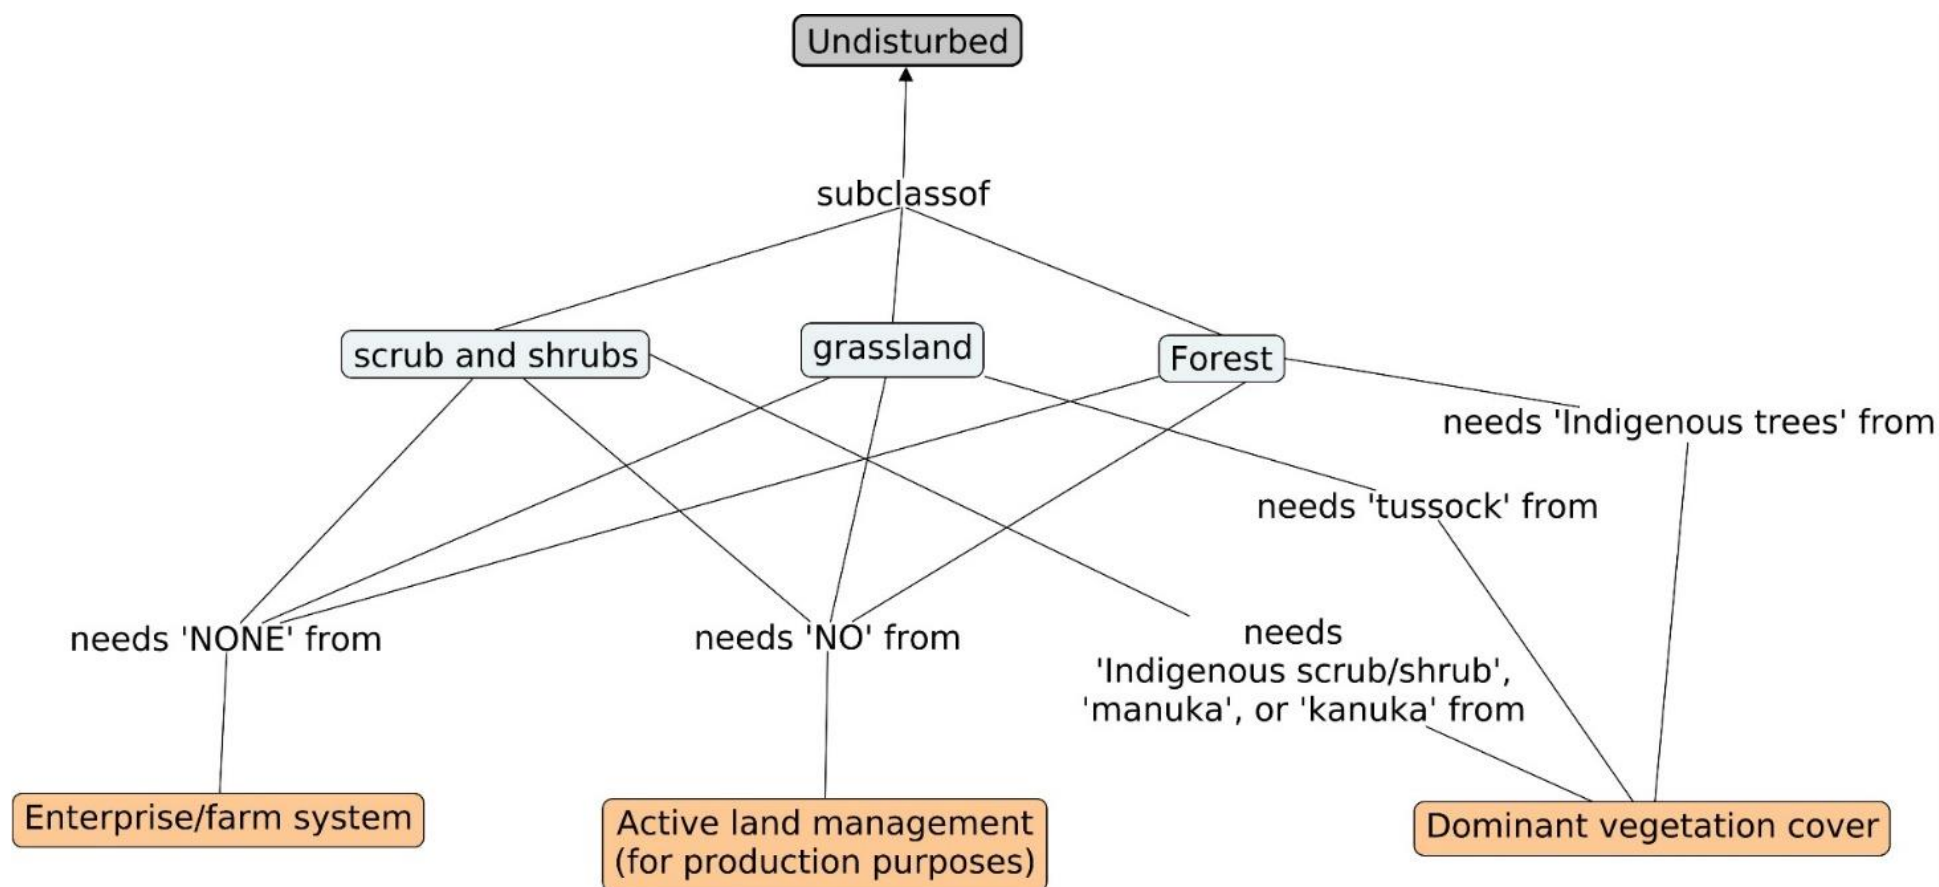 Undisturbed
subclassof
scrub and shrubs
grassland
Forest
needs 'Indigenous trees' from
needs 'tussock' from
needs 'NONE' from
needs 'NO' from
needs
'Indigenous scrub/shrub',
'manuka', or 'kanuka' from
Enterprise/farm system
Active land management
(for production purposes)
Dominant vegetation cover